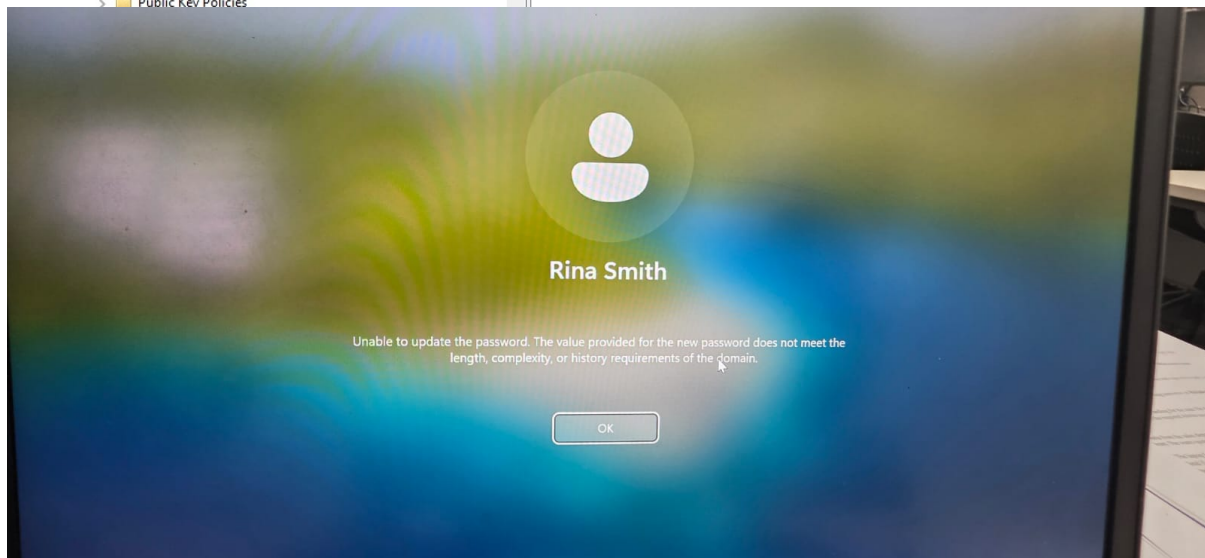 Public Key Policies
Rina Smith
Unable to update the password. The value provided for the new password does not meet the
length, complexity, or history requirements of the domain.
OK